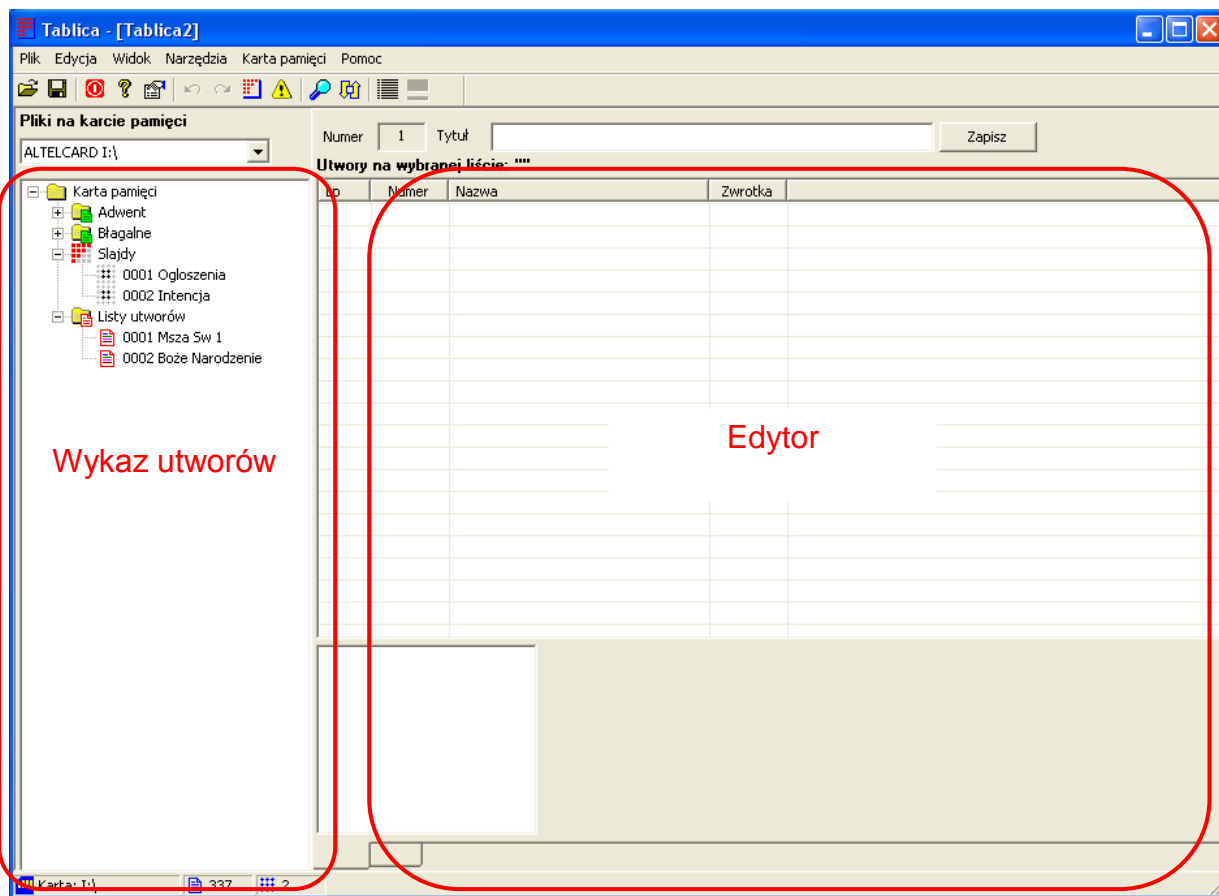 Tablica - [Tablica2]
Plik Edycja Widok Narzędzia Karta pamięci Pomoc
Pliki na karcie pamięci
ALTELCARD I:\
Numer 1 Tytuł Zapisz
Utwory na wybranej liście: ""
Lp Numer Nazwa Zwrotka
Karta pamięci
Adwent
Błagalne
Slajdy
0001 Ogloszenia
0002 Intencja
Listy utworów
0001 Msza Sw 1
0002 Boże Narodzenie
Wykaz utworów
Edytor
Karta: I:\ 337 2